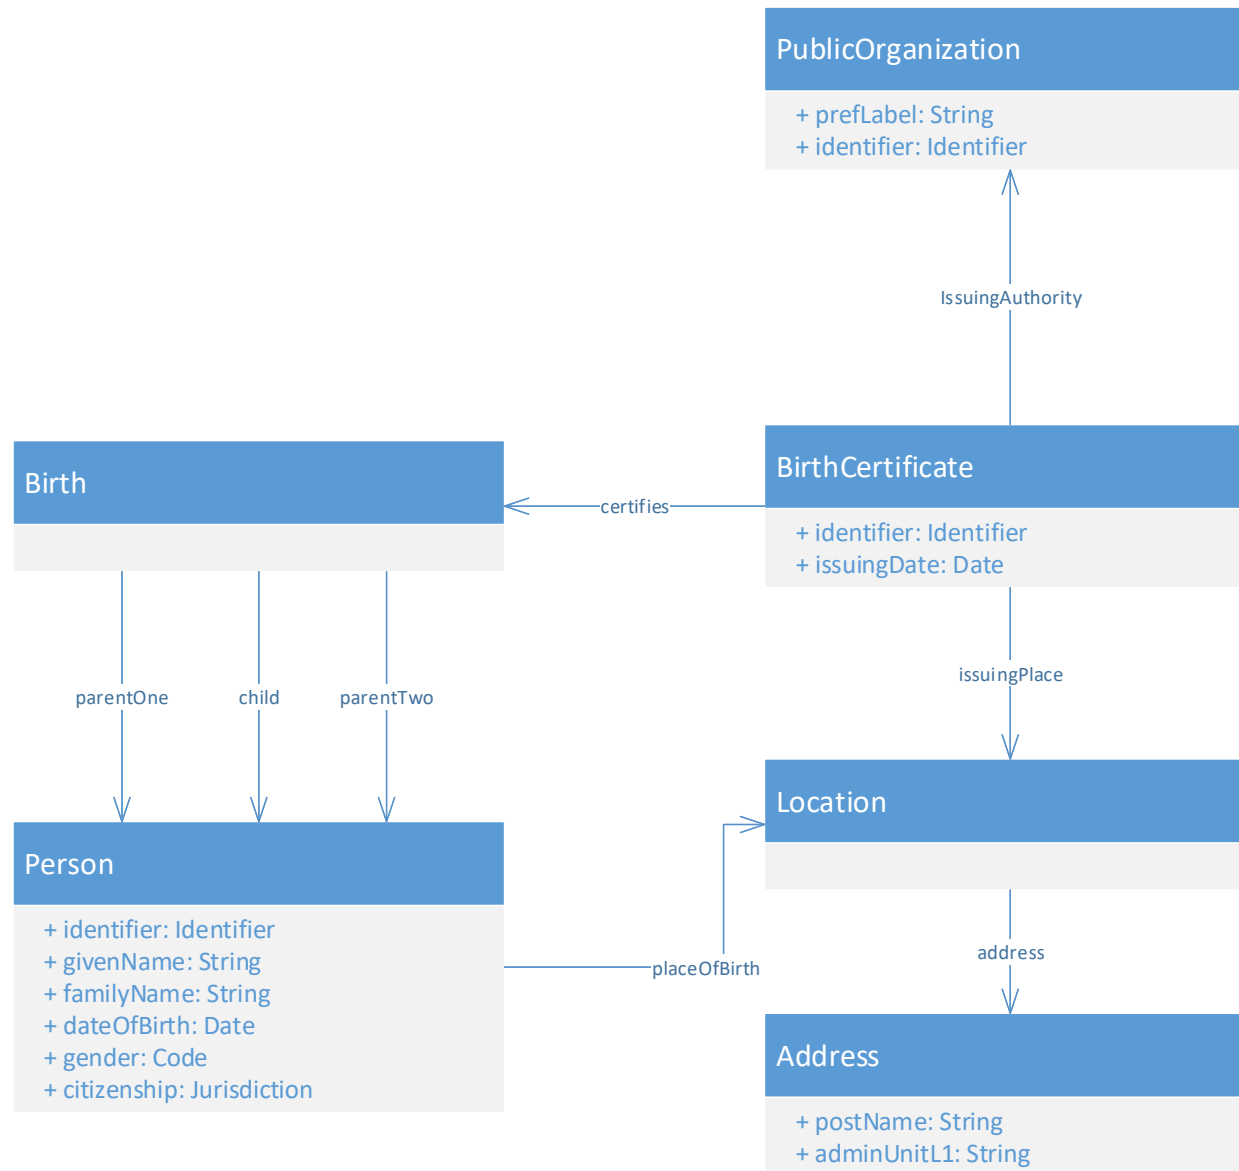 PublicOrganization
+ prefLabel: String
+ identifier: Identifier
IssuingAuthority
Birth
certifies
BirthCertificate
+ identifier: Identifier
+ issuingDate: Date
parentOne
child
parentTwo
issuingPlace
Location
Person
+ identifier: Identifier
+ givenName: String
+ familyName: String
+ dateOfBirth: Date
+ gender: Code
+ citizenship: Jurisdiction
placeOfBirth
address
Address
+ postName: String
+ adminUnitL1: String